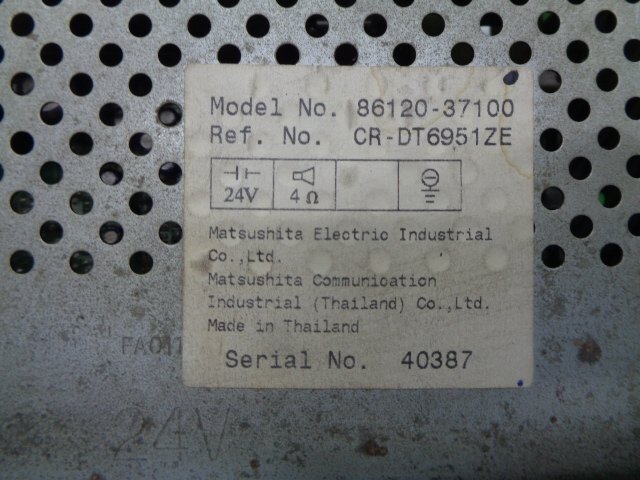 Model No. 86120-37100
Ref. No. CR-DT6951ZE
24V 4Ω
Matsushita Electric Industrial
Co.,Ltd.
Matsushita Communication
Industrial (Thailand) Co.,Ltd.
Made in Thailand
Serial No. 40387
24V